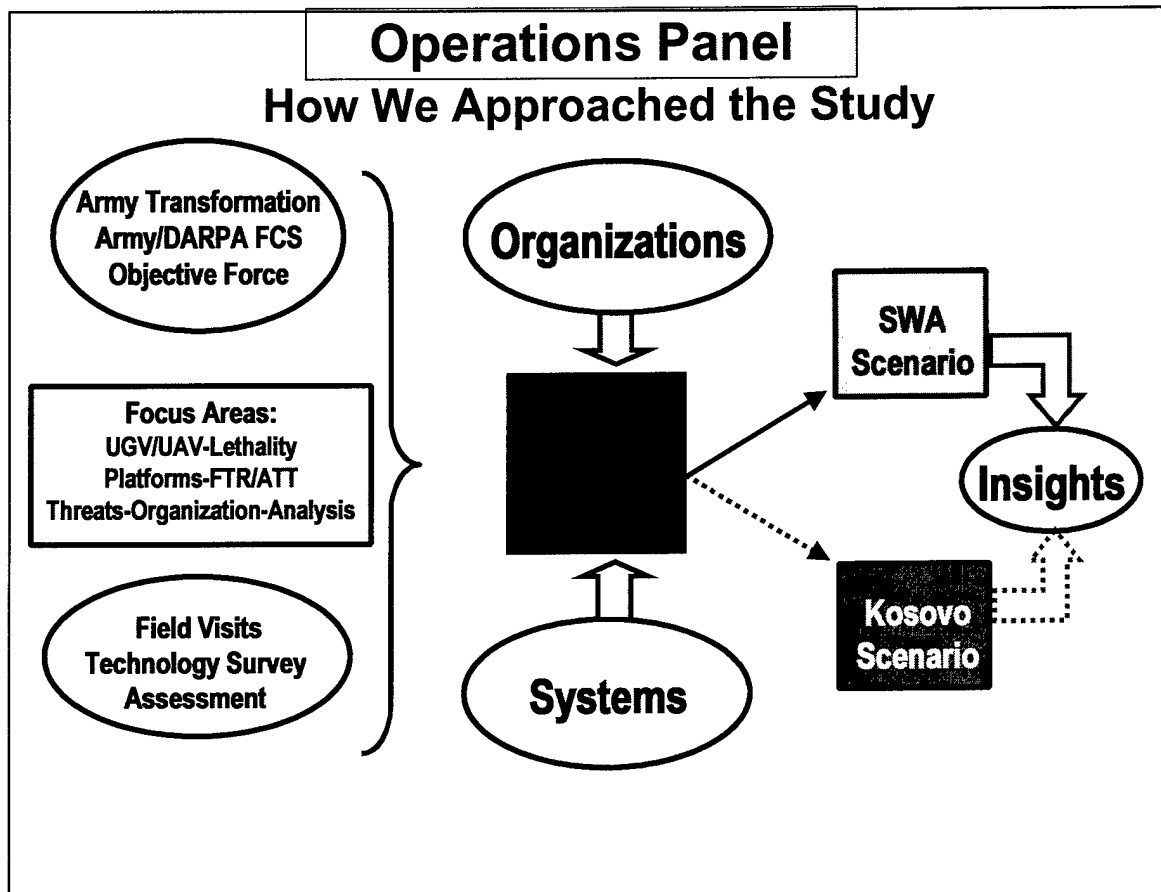 Operations Panel
How We Approached the Study
Army Transformation
Army/DARPA FCS
Objective Force
Focus Areas:
UGV/UAV-Lethality
Platforms-FTR/ATT
Threats-Organization-Analysis
Field Visits
Technology Survey
Assessment
Organizations
Systems
SWA
Scenario
Kosovo
Scenario
Insights